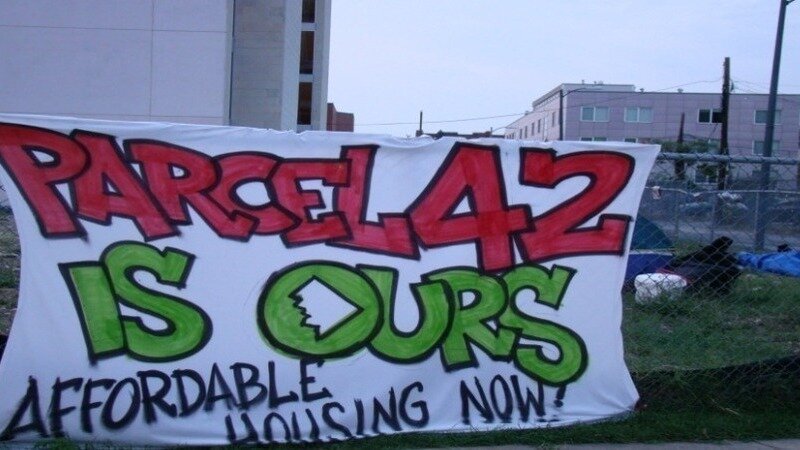 PARCEL 42
IS OURS
AFFORDABLE
HOUSING NOW!